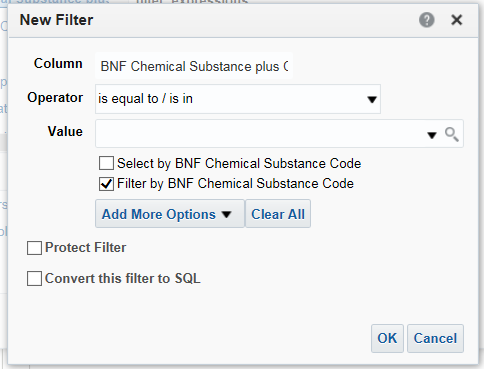 New Filter
Column BNF Chemical Substance plus C
Operator is equal to / is in
Value
Select by BNF Chemical Substance Code
Filter by BNF Chemical Substance Code
Add More Options Clear All
Protect Filter
Convert this filter to SQL
OK Cancel